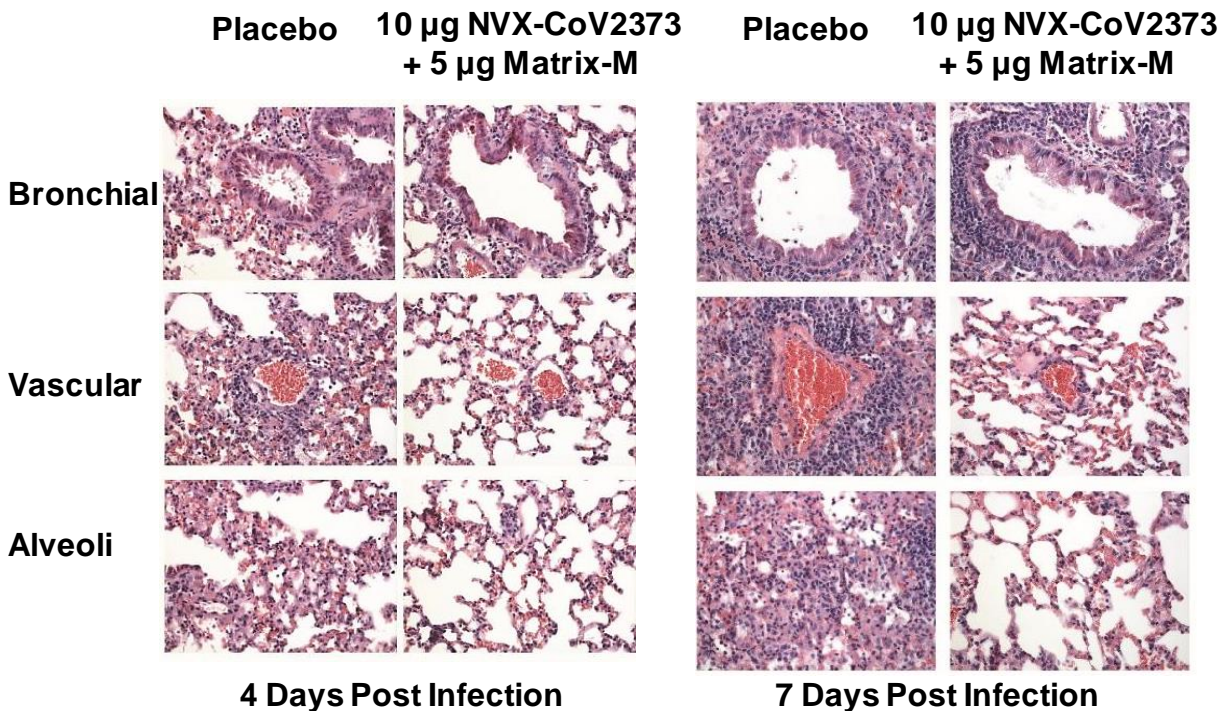 Placebo
10 µg NVX-CoV2373
+ 5 µg Matrix-M
Placebo
10 µg NVX-CoV2373
+ 5 µg Matrix-M
Bronchial
Vascular
Alveoli
4 Days Post Infection
7 Days Post Infection